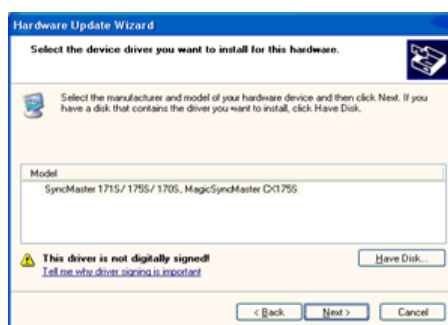 Hardware Update Wizard
Select the device driver you want to install for this hardware.
Select the manufacturer and model of your hardware device and then click Next. If you
have a disk that contains the driver you want to install, click Have Disk.
Model
SyncMaster 171S/ 175S/ 170S, MagicSyncMaster CX175S
This driver is not digitally signed!
Have Disk...
Tell me why driver signing is important
< Back
Next >
Cancel